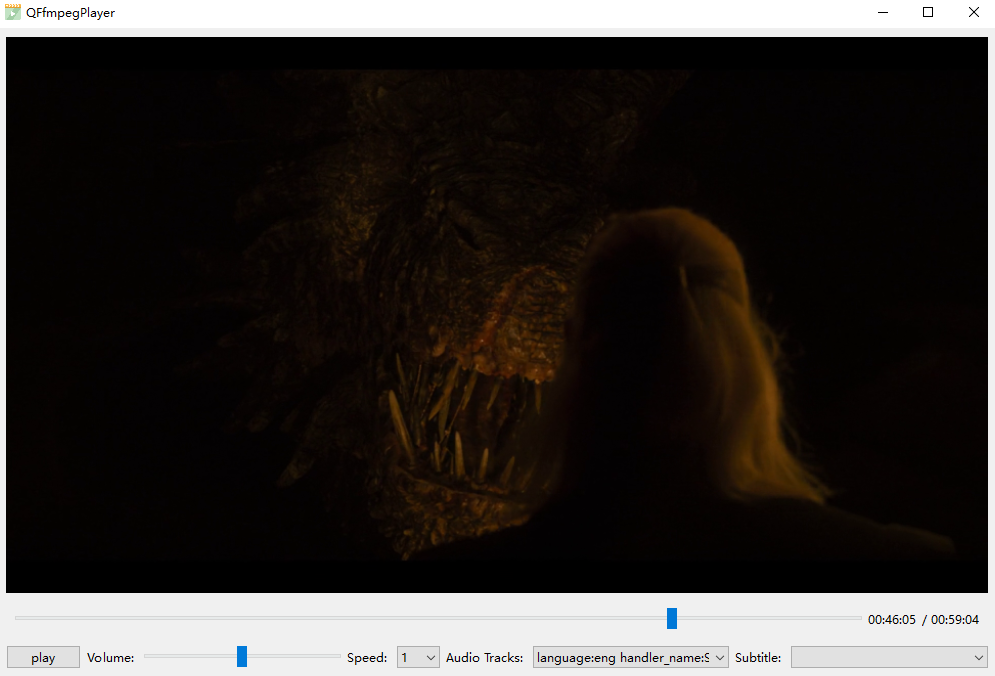 QFfmpegPlayer
00:46:05 / 00:59:04
play Volume: Speed: 1 Audio Tracks: language:eng handler_name:S Subtitle: